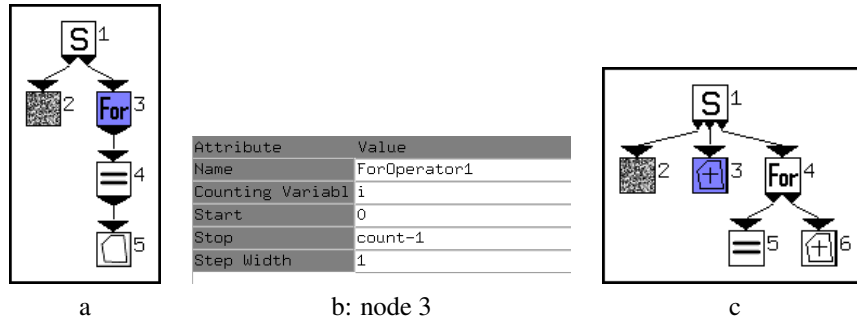 S 1
2 For 3
= 4
5
a
Attribute Value
Name ForOperator1
Counting Variabl i
Start 0
Stop count-1
Step Width 1
b: node 3
S 1
2 + 3 For 4
= 5 + 6
c